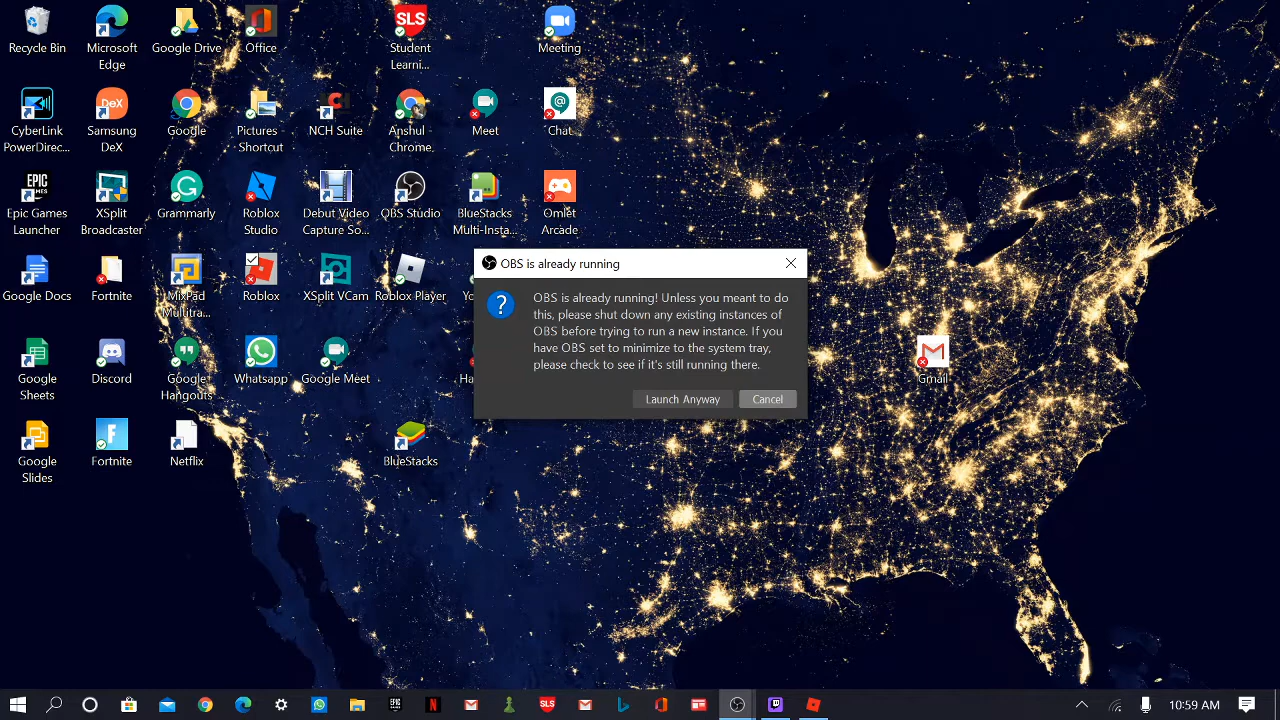 Recycle Bin
Microsoft
Edge
Google Drive
Office
SLS
Student
Learni...
Meeting
CyberLink
PowerDirec...
DeX
Samsung
DeX
Google
Pictures -
Shortcut
NCH Suite
Anshul -
Chrome
Meet
Chat
EPIC
GAMES
Epic Games
Launcher
XSplit
Broadcaster
Grammarly
Roblox
Studio
Debut Video
Capture So...
OBS Studio
BlueStacks
Multi-Insta...
Omlet
Arcade
Google Docs
Fortnite
MixPad
Multitra...
Roblox
XSplit VCam
Roblox Player
OBS is already running
OBS is already running! Unless you meant to do
this, please shut down any existing instances of
OBS before trying to run a new instance. If you
have OBS set to minimize to the system tray,
please check to see if it's still running there.
Launch Anyway
Cancel
Google
Sheets
Discord
Google
Hangouts
Whatsapp
Google Meet
Gmail
Google
Slides
Fortnite
Netflix
BlueStacks
EPIC
N
SLS
10:59 AM